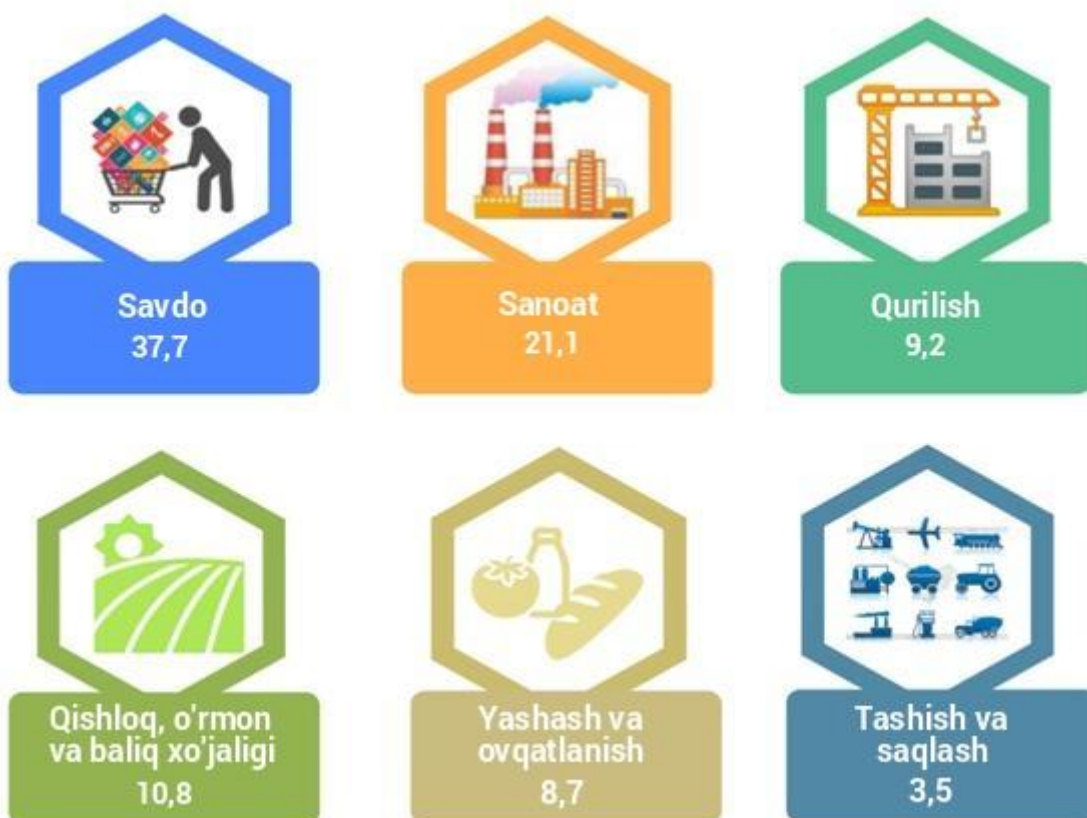 Savdo
37,7
Sanoat
21,1
Qurilish
9,2
Qishloq, o'rmon
va baliq xo'jaligi
10,8
Yashash va
ovqatlanish
8,7
Tashish va
saqlash
3,5